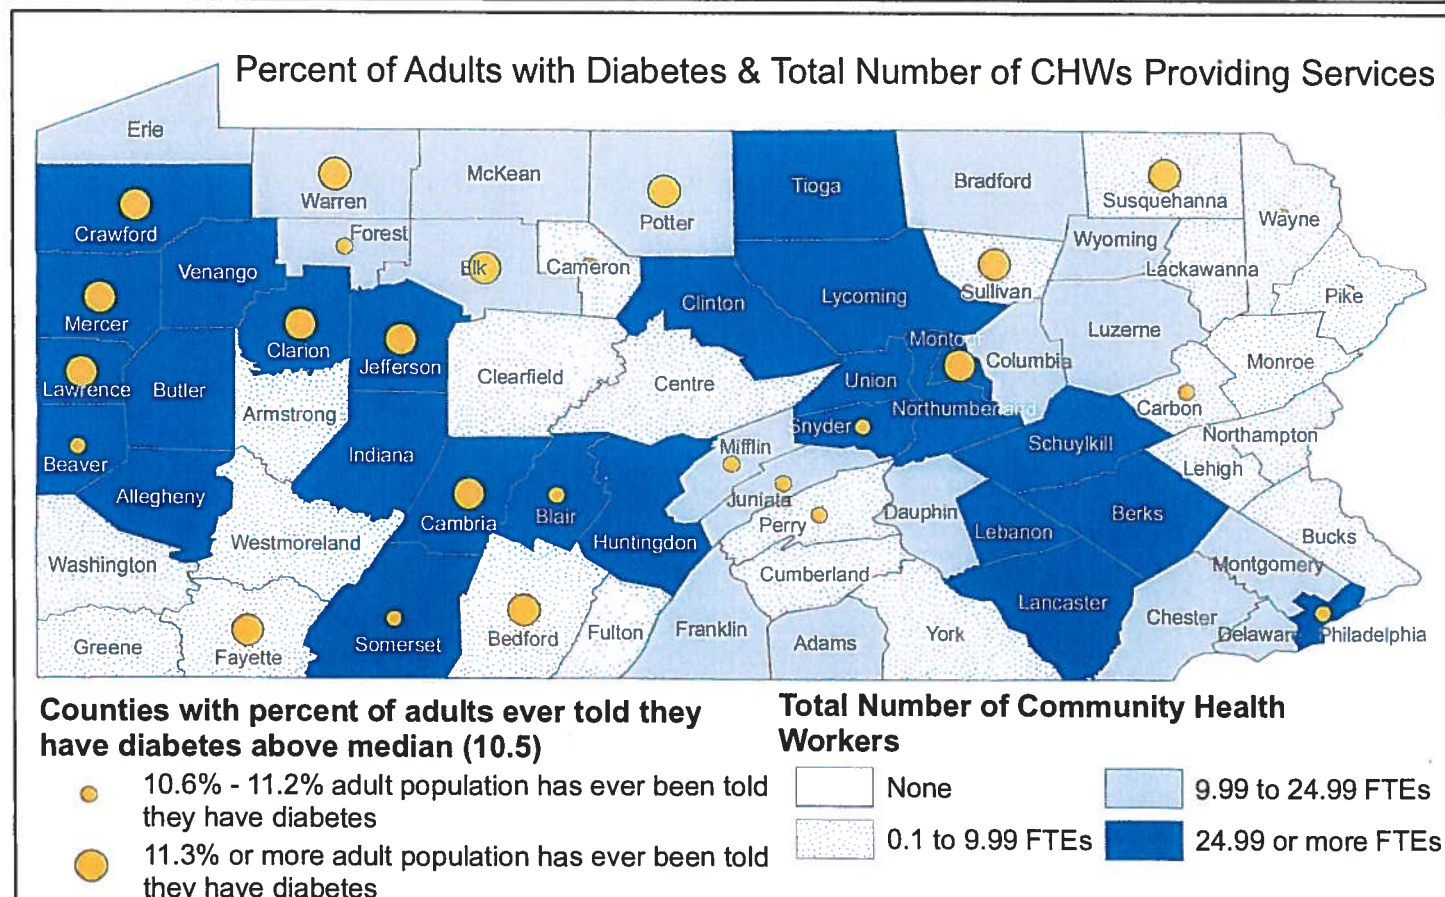 Percent of Adults with Diabetes & Total Number of CHWs Providing Services
Erie
Warren
McKean
Potter
Tioga
Bradford
Susquehanna
Wayne
Crawford
Forest
Venango
Elk
Cameron
Clinton
Lycoming
Sullivan
Wyoming
Lackawanna
Pike
Mercer
Clarion
Jefferson
Clearfield
Centre
Montour
Columbia
Luzerne
Monroe
Lawrence
Butler
Armstrong
Union
Northumberland
Carbon
Beaver
Indiana
Snyder
Mifflin
Schuylkill
Northampton
Lehigh
Allegheny
Cambria
Blair
Huntingdon
Juniata
Perry
Dauphin
Lebanon
Berks
Bucks
Washington
Westmoreland
Cumberland
Montgomery
Lancaster
Chester
Delaware
Philadelphia
Greene
Fayette
Somerset
Bedford
Fulton
Franklin
Adams
York
Counties with percent of adults ever told they
have diabetes above median (10.5)
10.6% - 11.2% adult population has ever been told
they have diabetes
11.3% or more adult population has ever been told
they have diabetes
Total Number of Community Health
Workers
None
0.1 to 9.99 FTEs
9.99 to 24.99 FTEs
24.99 or more FTEs